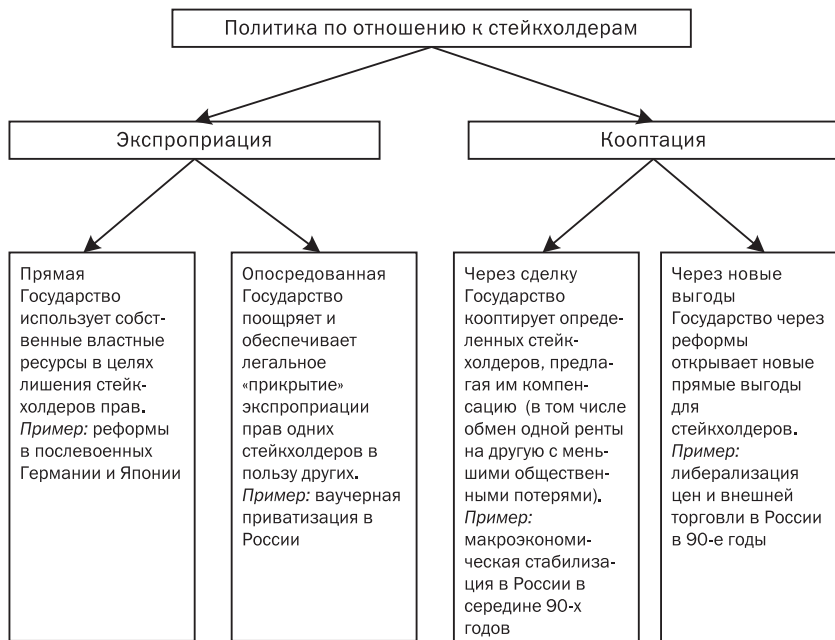 Политика по отношению к стейкхолдерам
Экспроприация
Кооптация
Прямая
Государство
использует собст-
венные властные
ресурсы в целях
лишения стейк-
холдеров прав.
Пример: реформы
в послевоенных
Германии и Японии
Опосредованная
Государство
поощряет и
обеспечивает
легальное
«прикрытие»
экспроприации
прав одних
стейкхолдеров в
пользу других.
Пример: ваучерная
приватизация в
России
Через сделку
Государство
кооптирует опреде-
ленных стейк-
холдеров, предла-
гая им компен-
сацию (в том числе
обмен одной ренты
на другую с мень-
шими обществен-
ными потерями).
Пример:
макроэкономи-
ческая стабилиза-
ция в России в
середине 90-х
годов
Через новые
выгоды
Государство через
реформы
открывает новые
прямые выгоды
для
стейкхолдеров.
Пример:
либерализация
цен и внешней
торговли в России
в 90-е годы